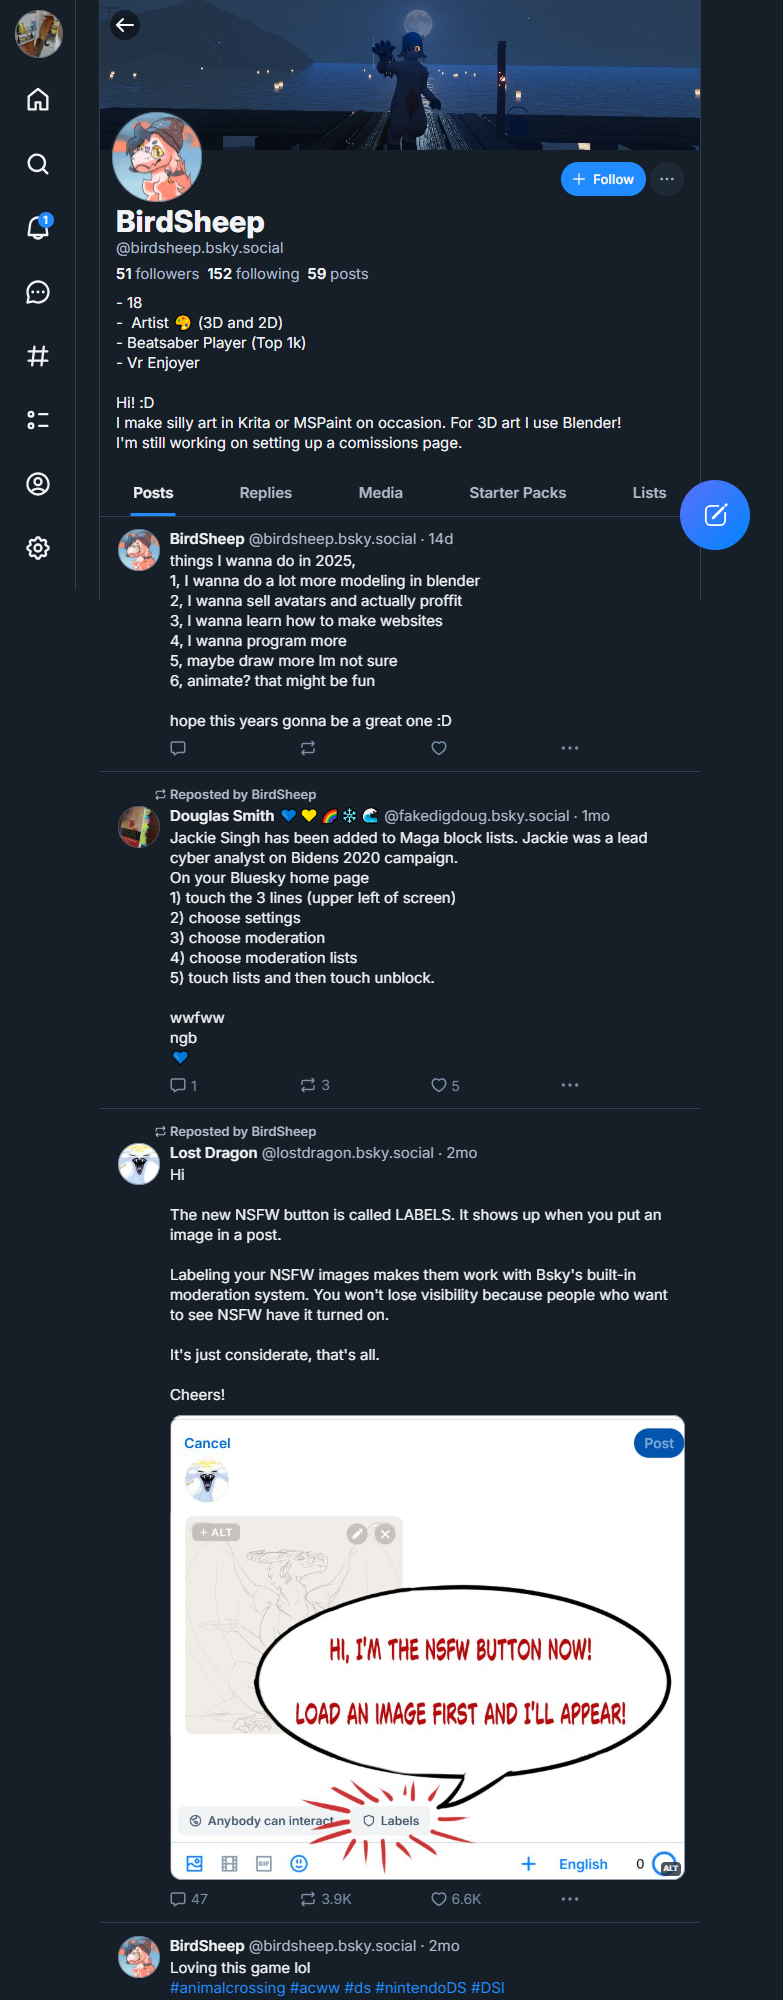 1
+ Follow
BirdSheep
@birdsheep.bsky.social
51 followers 152 following 59 posts
- 18
- Artist 🎨 (3D and 2D)
- Beatsaber Player (Top 1k)
- Vr Enjoyer
Hi! :D
I make silly art in Krita or MSPaint on occasion. For 3D art I use Blender!
I'm still working on setting up a comissions page.
Posts Replies Media Starter Packs Lists
BirdSheep @birdsheep.bsky.social · 14d
things I wanna do in 2025,
1, I wanna do a lot more modeling in blender
2, I wanna sell avatars and actually proffit
3, I wanna learn how to make websites
4, I wanna program more
5, maybe draw more Im not sure
6, animate? that might be fun
hope this years gonna be a great one :D
Reposted by BirdSheep
Douglas Smith 💙 💛 🌈 ❄️ 🌊 @fakedigdoug.bsky.social · 1mo
Jackie Singh has been added to Maga block lists. Jackie was a lead
cyber analyst on Bidens 2020 campaign.
On your Bluesky home page
1) touch the 3 lines (upper left of screen)
2) choose settings
3) choose moderation
4) choose moderation lists
5) touch lists and then touch unblock.
wwfww
ngb
💙
1 3 5
Reposted by BirdSheep
Lost Dragon @lostdragon.bsky.social · 2mo
Hi
The new NSFW button is called LABELS. It shows up when you put an
image in a post.
Labeling your NSFW images makes them work with Bsky's built-in
moderation system. You won't lose visibility because people who want
to see NSFW have it turned on.
It's just considerate, that's all.
Cheers!
Cancel Post
+ ALT
HI, I'M THE NSFW BUTTON NOW!
LOAD AN IMAGE FIRST AND I'LL APPEAR!
Anybody can interact Labels
GIF + English 0 ALT
47 3.9K 6.6K
BirdSheep @birdsheep.bsky.social · 2mo
Loving this game lol
#animalcrossing #acww #ds #nintendoDS #DSI